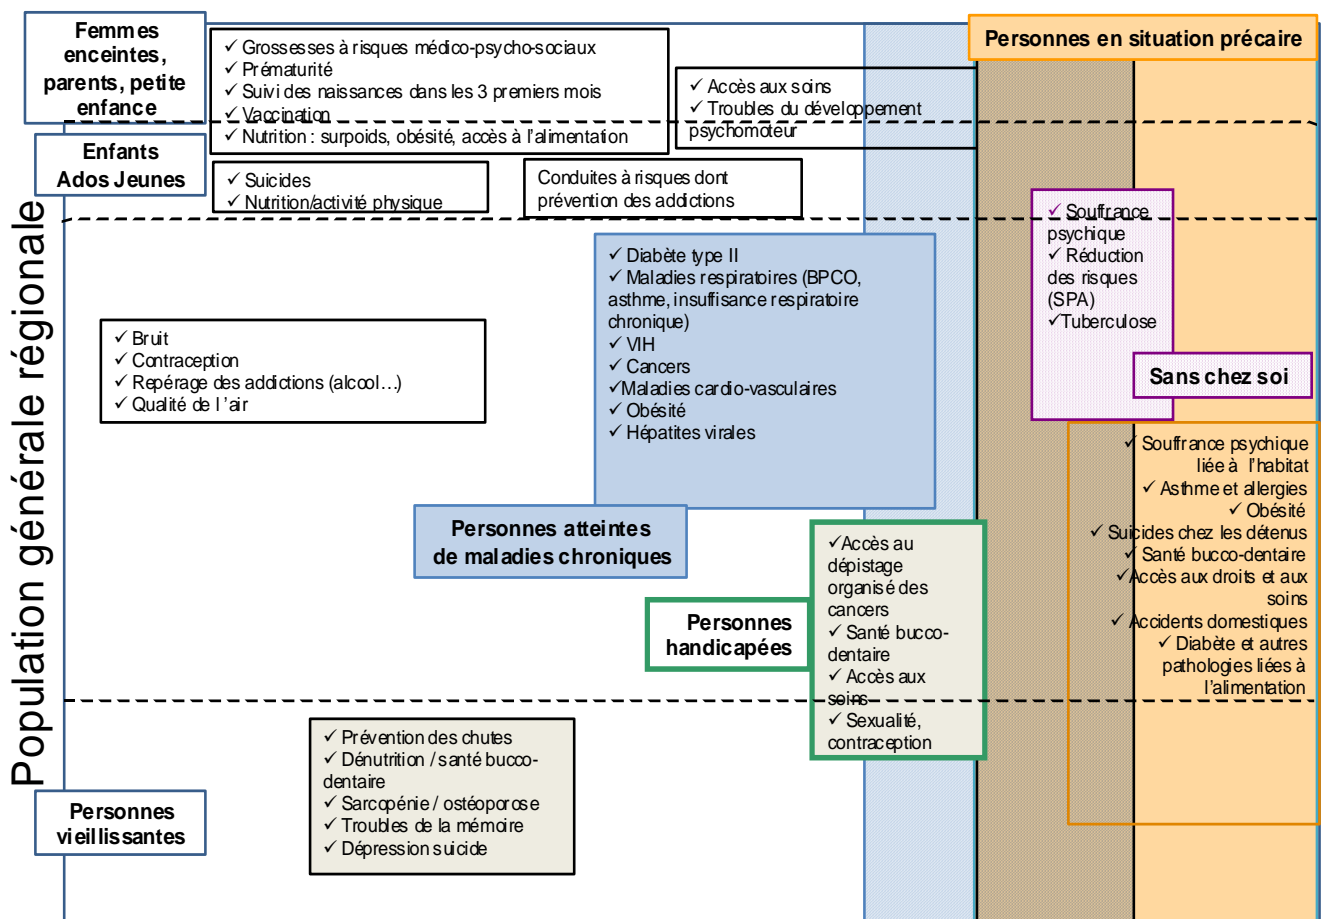 Femmes
enceintes,
parents, petite
enfance
✓ Grossesses à risques médico-psycho-sociaux
✓ Prématurité
✓ Suivi des naissances dans les 3 premiers mois
✓ Vaccination
✓ Nutrition : surpoids, obésité, accès à l'alimentation
✓ Accès aux soins
✓ Troubles du développement
psychomoteur
Personnes en situation précaire
Enfants
Ados Jeunes
✓ Suicides
✓ Nutrition/activité physique
Conduites à risques dont
prévention des addictions
Population générale régionale
✓ Souffrance
psychique
✓ Réduction
des risques
(SPA)
✓Tuberculose
Sans chez soi
✓ Diabète type II
✓ Maladies respiratoires (BPCO,
asthme, insuffisance respiratoire
chronique)
✓ VIH
✓ Cancers
✓Maladies cardio-vasculaires
✓ Obésité
✓ Hépatites virales
✓ Bruit
✓ Contraception
✓ Repérage des addictions (alcool…)
✓ Qualité de l'air
Personnes atteintes
de maladies chroniques
✓ Souffrance psychique
liée à l'habitat
✓ Asthme et allergies
✓ Obésité
✓ Suicides chez les détenus
✓ Santé bucco-dentaire
✓Accès aux droits et aux
soins
✓ Accidents domestiques
✓ Diabète et autres
pathologies liées à
l'alimentation
Personnes
handicapées
✓Accès au
dépistage
organisé des
cancers
✓ Santé bucco-
dentaire
✓ Accès aux
soins
✓ Sexualité,
contraception
✓ Prévention des chutes
✓ Dénutrition / santé bucco-
dentaire
✓ Sarcopénie / ostéoporose
✓ Troubles de la mémoire
✓ Dépression suicide
Personnes
vieillissantes